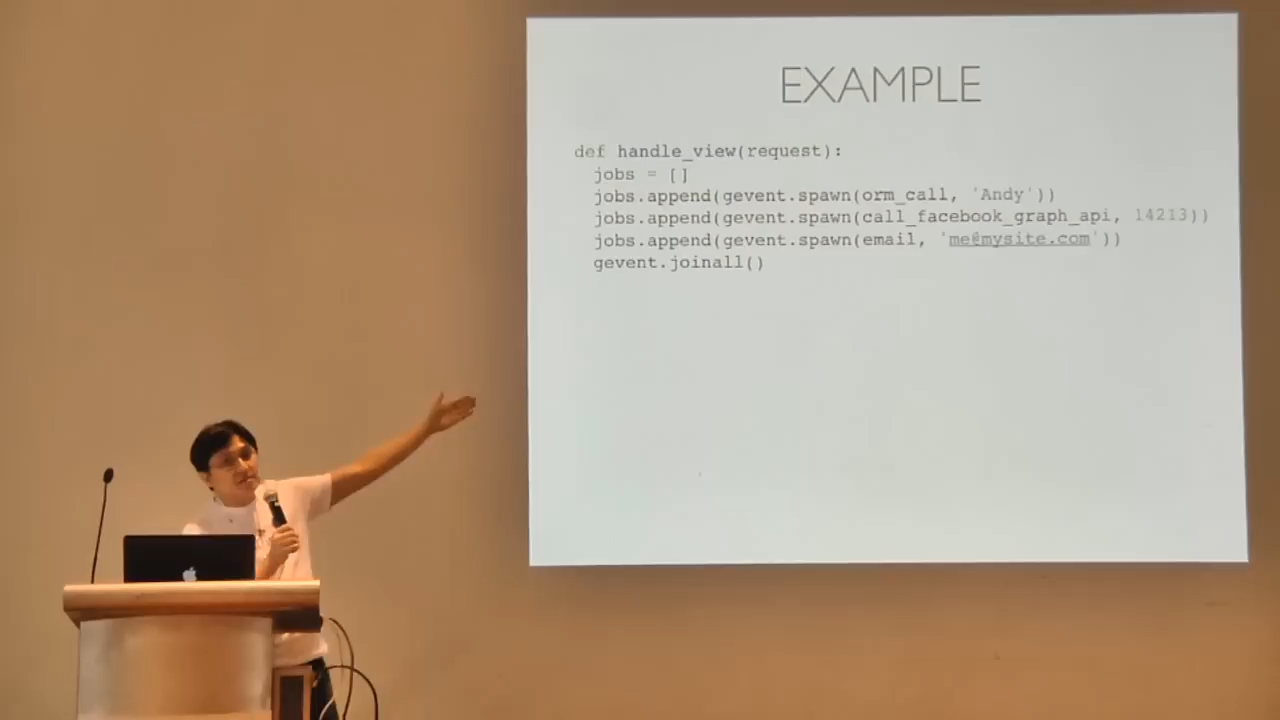 EXAMPLE
def handle_view(request):
jobs = []
jobs.append(gevent.spawn(orm_call, 'Andy'))
jobs.append(gevent.spawn(call_facebook_graph_api, 14213))
jobs.append(gevent.spawn(email, 'me@mysite.com'))
gevent.joinall()